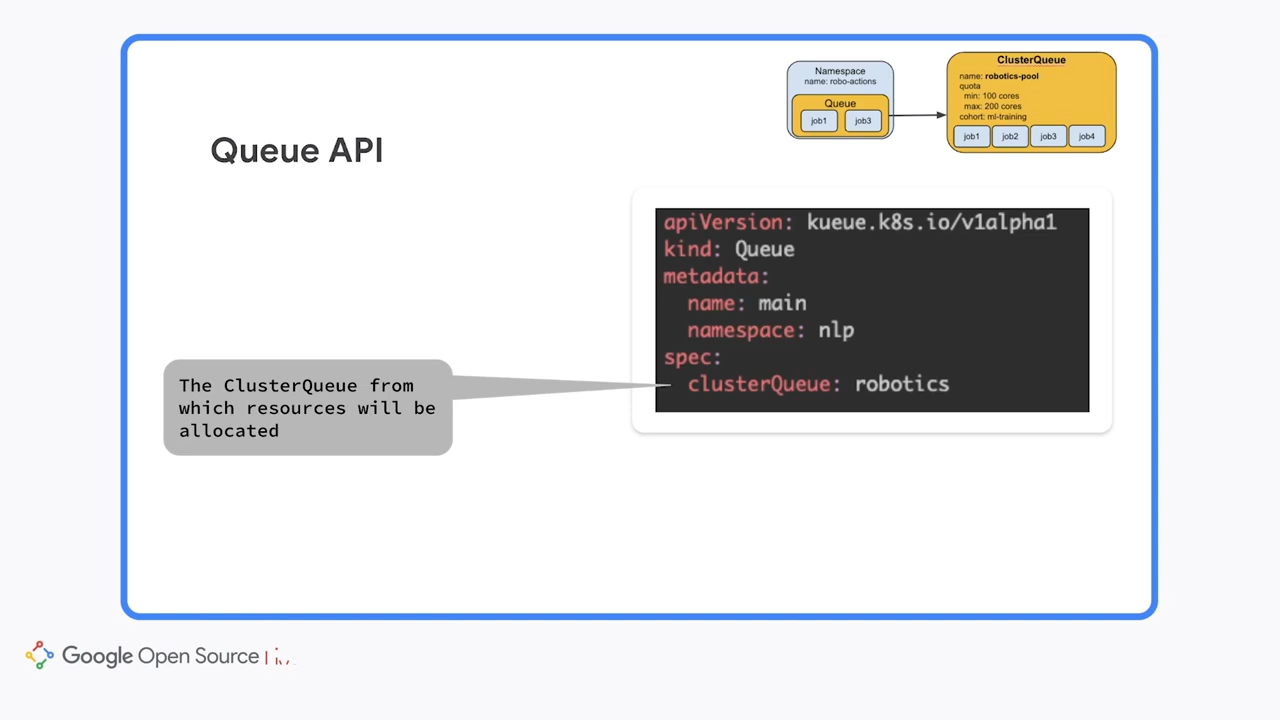 Namespace
name: robo-actions
Queue
job1 job3
ClusterQueue
name: robotics-pool
quota
min: 100 cores
max: 200 cores
cohort: ml-training
job1 job2 job3 job4
Queue API
apiVersion: kueue.k8s.io/v1alpha1
kind: Queue
metadata:
name: main
namespace: nlp
spec:
clusterQueue: robotics
The ClusterQueue from
which resources will be
allocated
Google Open Source